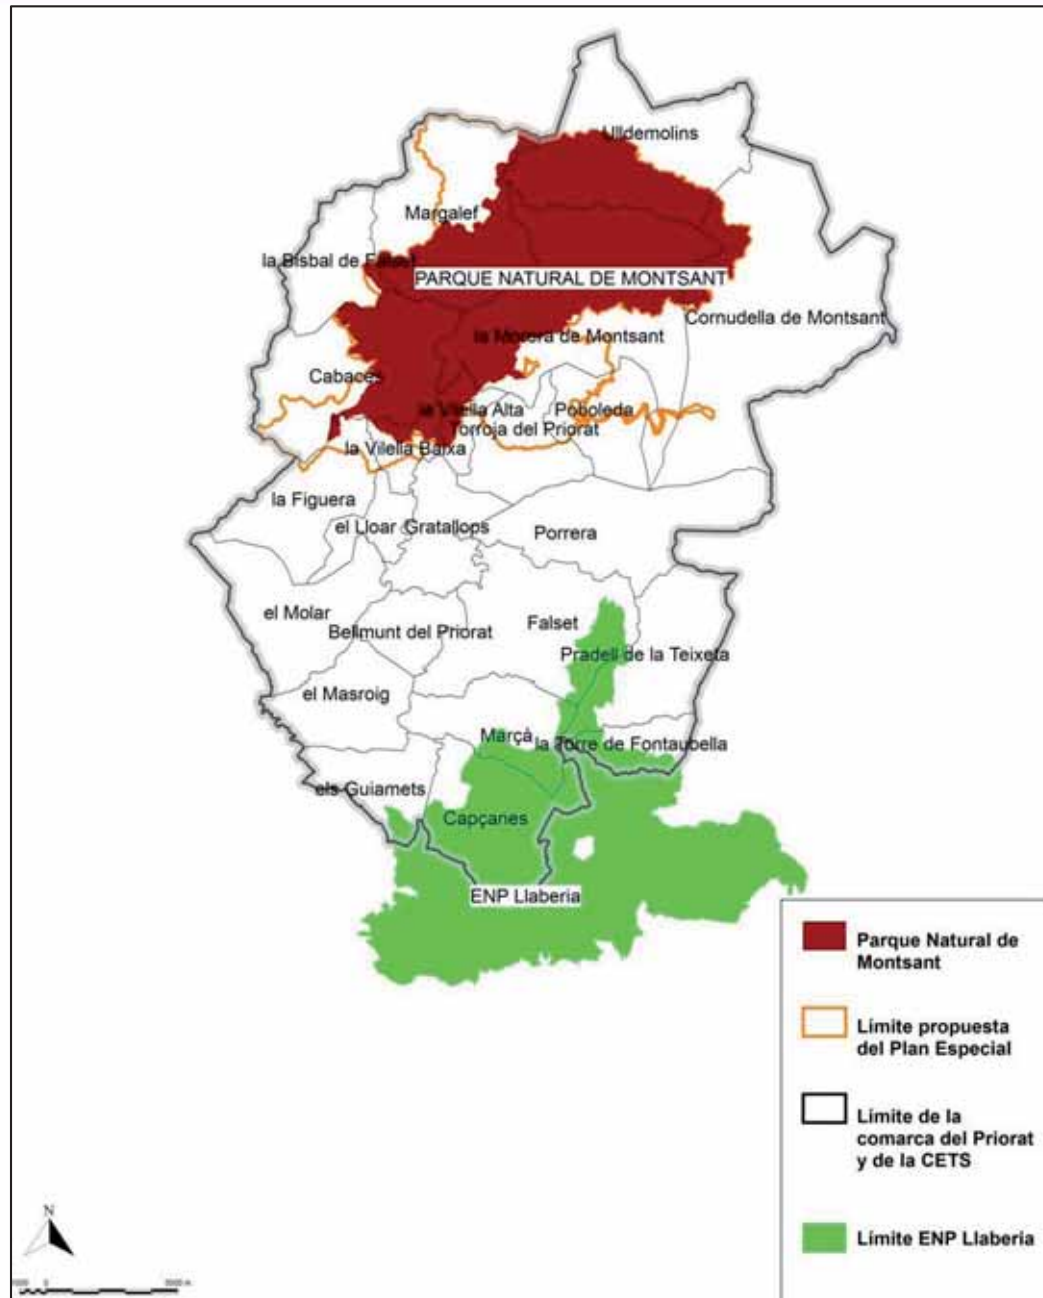 Ulldemolins
Margalef
la Bisbal de Falset
PARQUE NATURAL DE MONTSANT
Cornudella de Montsant
la Morera de Montsant
Cabaces
la Vilella Alta
Poboleda
Torroja del Priorat
la Vilella Baixa
la Figuera
el Lloar
Gratallops
Porrera
el Molar
Bellmunt del Priorat
Falset
Pradell de la Teixeta
el Masroig
Marçà
la Torre de Fontaubella
els Guiamets
Capçanes
ENP Llaberia
Parque Natural de
Montsant
Límite propuesta
del Plan Especial
Límite de la
comarca del Priorat
y de la CETS
Límite ENP Llaberia
N
0